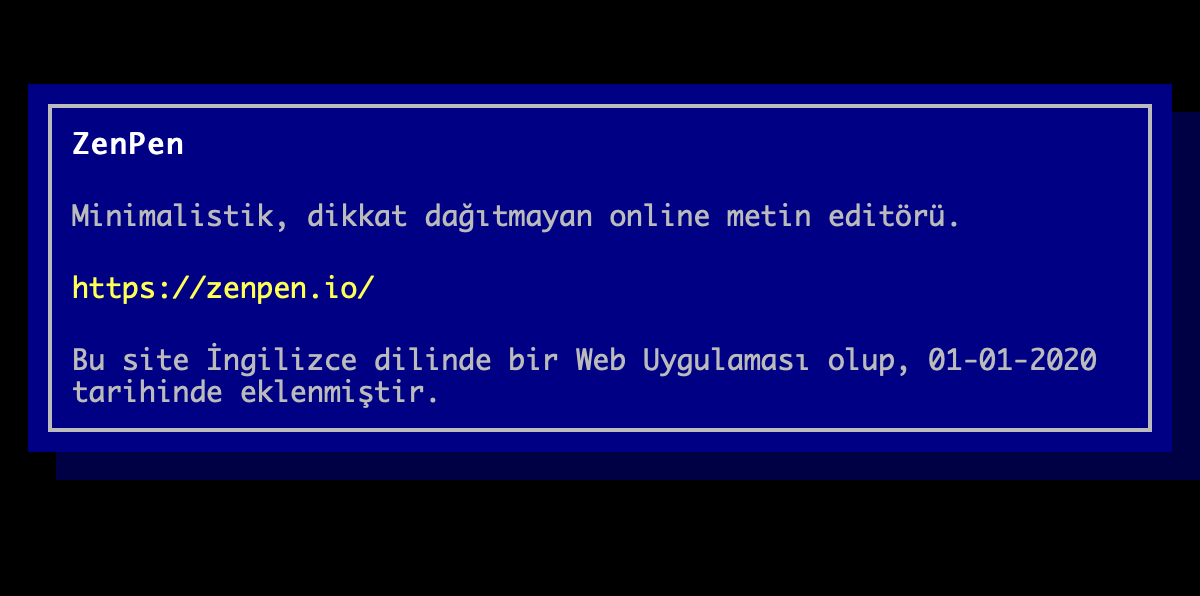 ZenPen
Minimalistik, dikkat dağıtmayan online metin editörü.
https://zenpen.io/
Bu site İngilizce dilinde bir Web Uygulaması olup, 01-01-2020
tarihinde eklenmiştir.